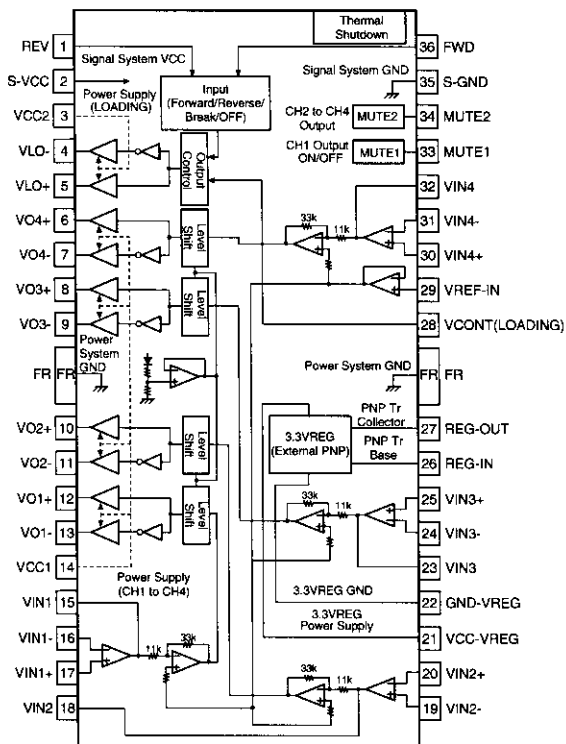 Thermal
Shutdown
REV 1
S-VCC 2
VCC2 3
VLO- 4
VLO+ 5
VO4+ 6
VO4- 7
VO3+ 8
VO3- 9
FR FR
VO2+ 10
VO2- 11
VO1+ 12
VO1- 13
VCC1 14
VIN1 15
VIN1- 16
VIN1+ 17
VIN2 18
Signal System VCC
Power Supply
(LOADING)
Input
(Forward/Reverse/
Break/OFF)
Output
Control
Level
Shift
Level
Shift
Power
System
GND
Level
Shift
Level
Shift
Power Supply
(CH1 to CH4)
11k
33k
Signal System GND
CH2 to CH4
Output
MUTE2
CH1 Output
ON/OFF
MUTE1
33k
11k
Power System GND
3.3VREG
(External PNP)
PNP Tr
Collector
PNP Tr
Base
33k
11k
3.3VREG GND
3.3VREG
Power Supply
33k
11k
36 FWD
35 S-GND
34 MUTE2
33 MUTE1
32 VIN4
31 VIN4-
30 VIN4+
29 VREF-IN
28 VCONT(LOADING)
FR FR
27 REG-OUT
26 REG-IN
25 VIN3+
24 VIN3-
23 VIN3
22 GND-VREG
21 VCC-VREG
20 VIN2+
19 VIN2-